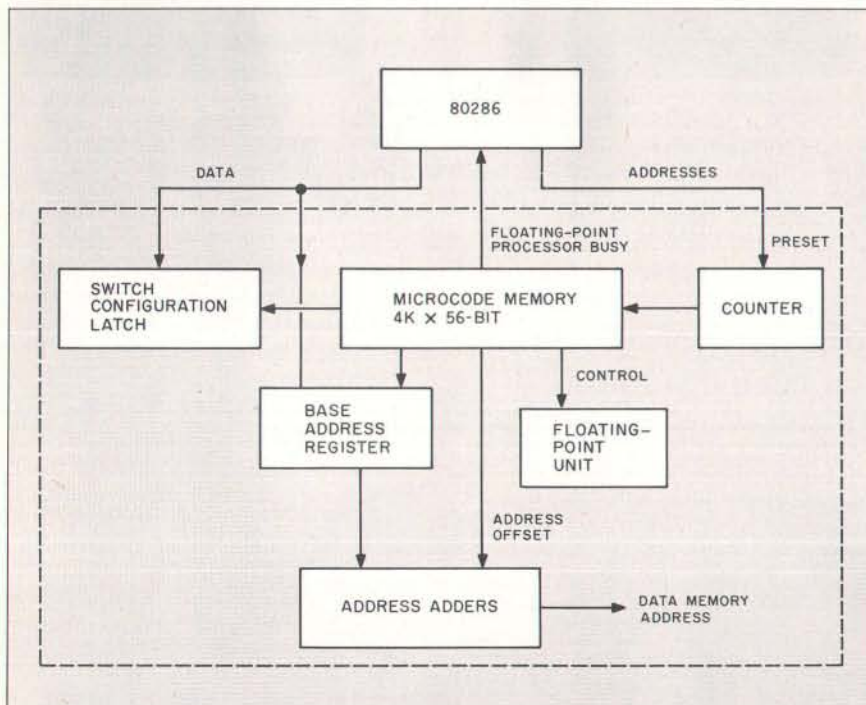 80286
DATA
ADDRESSES
FLOATING-POINT
PROCESSOR BUSY
PRESET
SWITCH
CONFIGURATION
LATCH
MICROCODE MEMORY
4K × 56-BIT
COUNTER
CONTROL
BASE
ADDRESS
REGISTER
FLOATING-
POINT
UNIT
ADDRESS
OFFSET
ADDRESS ADDERS
DATA MEMORY
ADDRESS